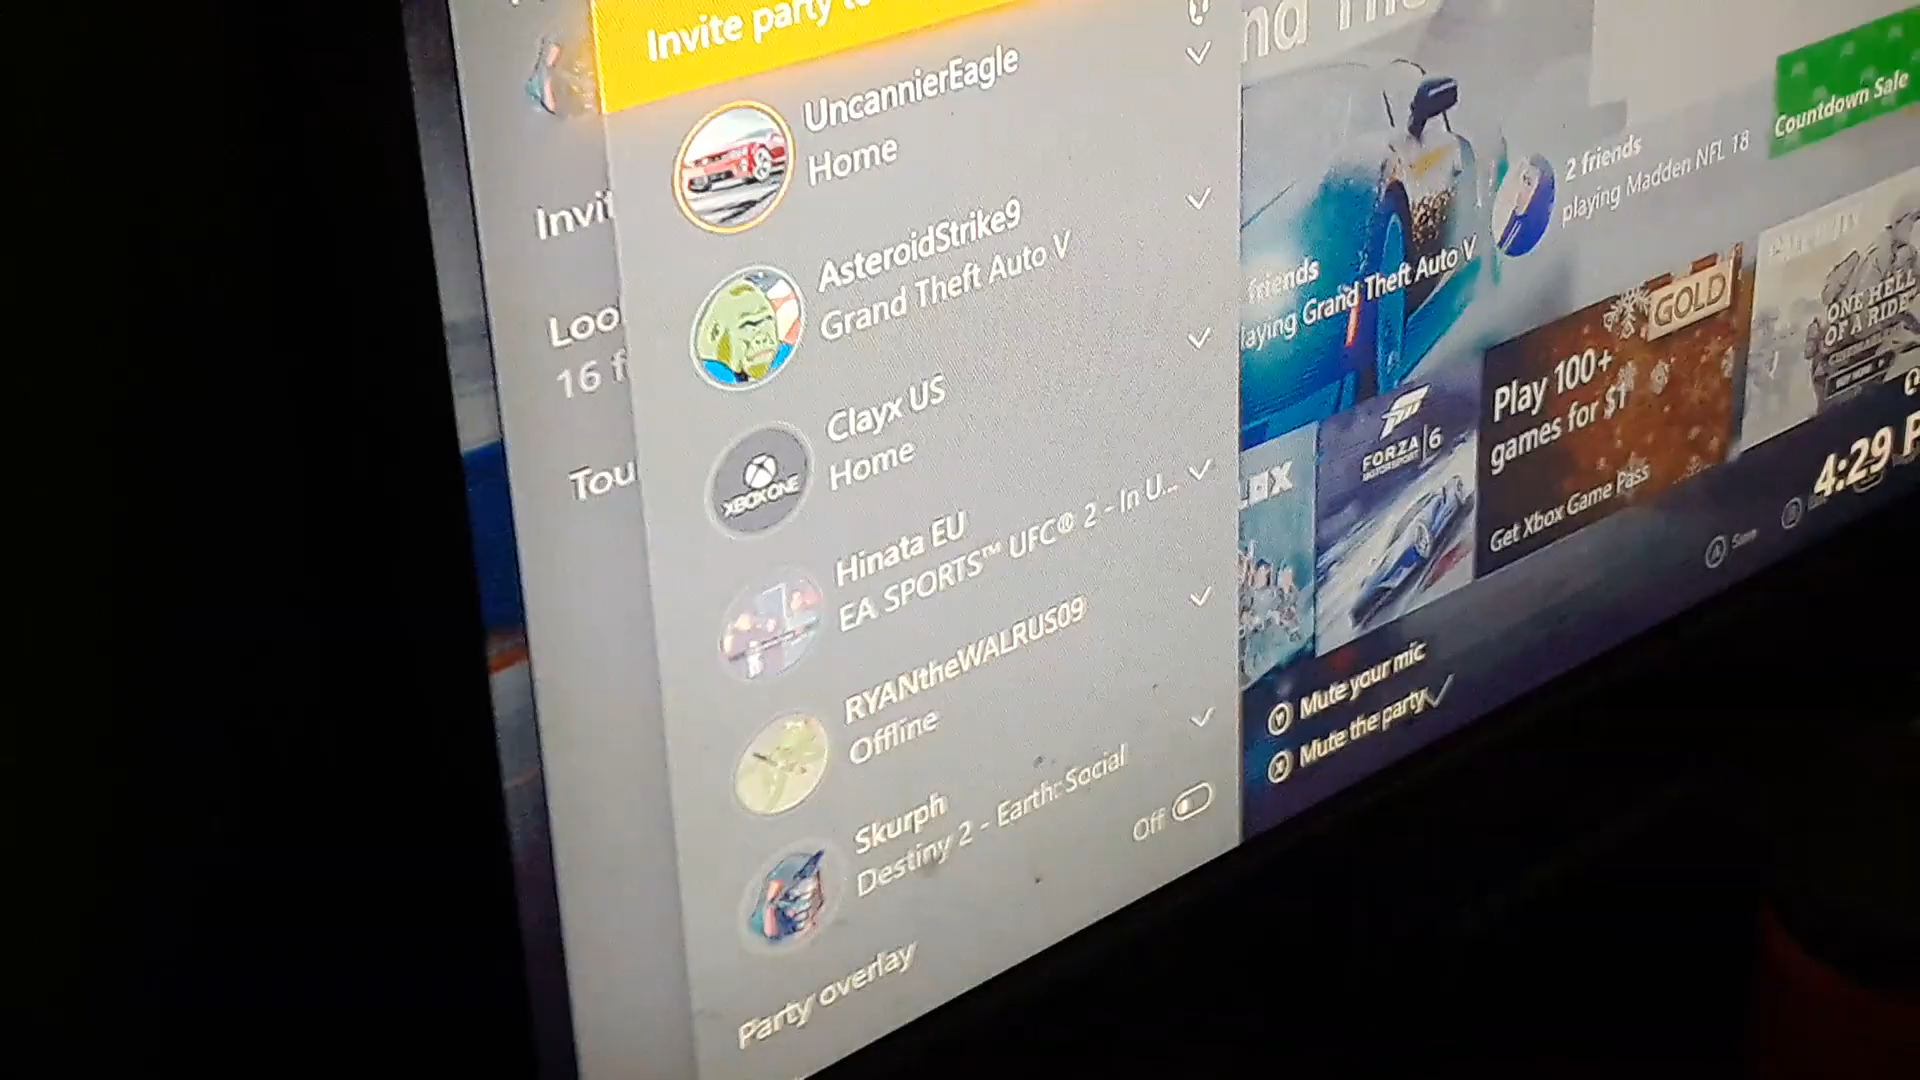 Invite party to
UncannierEagle
Home
AsteroidStrike9
Grand Theft Auto V
Clayx US
Home
Hinata EU
EA SPORTS™ UFC® 2 - In U...
RYANtheWALRUS09
Offline
Skurph
Destiny 2 - Earth: Social
Party overlay
Off
Invit
Loo
16 f
Tou
XBOX ONE
friends
laying Grand Theft Auto V
2 friends
playing Madden NFL 18
Countdown Sale
GOLD
Play 100+
games for $1
Get Xbox Game Pass
FORZA
MOTORSPORT 6
ONE HELL
OF A RIDE
LOX
4:29 P
Mute your mic
Mute the party